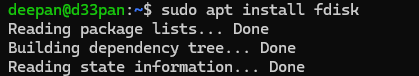 deepan@d33pan:~$ sudo apt install fdisk
Reading package lists... Done
Building dependency tree... Done
Reading state information... Done